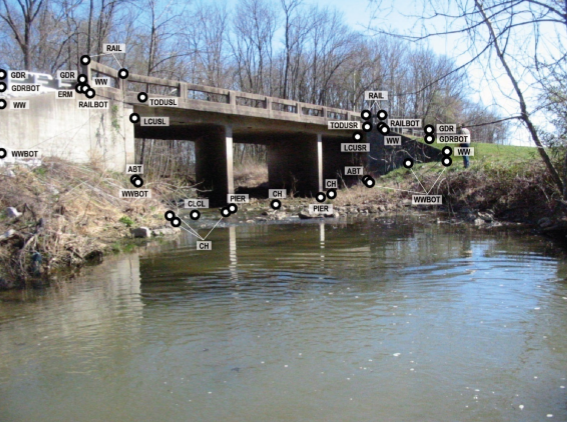 RAIL
GDR
GDR
WW
GDRBOT
ERM
WW
RAILBOT
TODUSL
LCUSL
WWBOT
ABT
CLCL
PIER
CH
CH
CH
PIER
RAIL
TODUSR
RAILBOT
GDR
GDRBOT
LCUSR
WW
WW
ABT
WWBOT